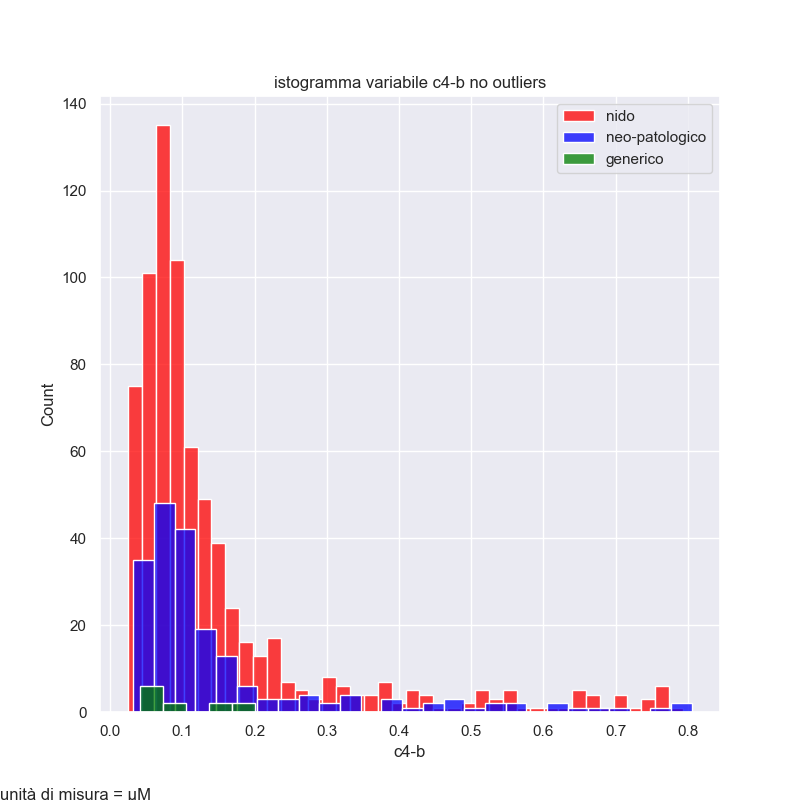 istogramma variabile c4-b no outliers
nido
neo-patologico
generico
140
120
100
80
60
40
20
0
Count
0.0 0.1 0.2 0.3 0.4 0.5 0.6 0.7 0.8
c4-b
unità di misura = µM